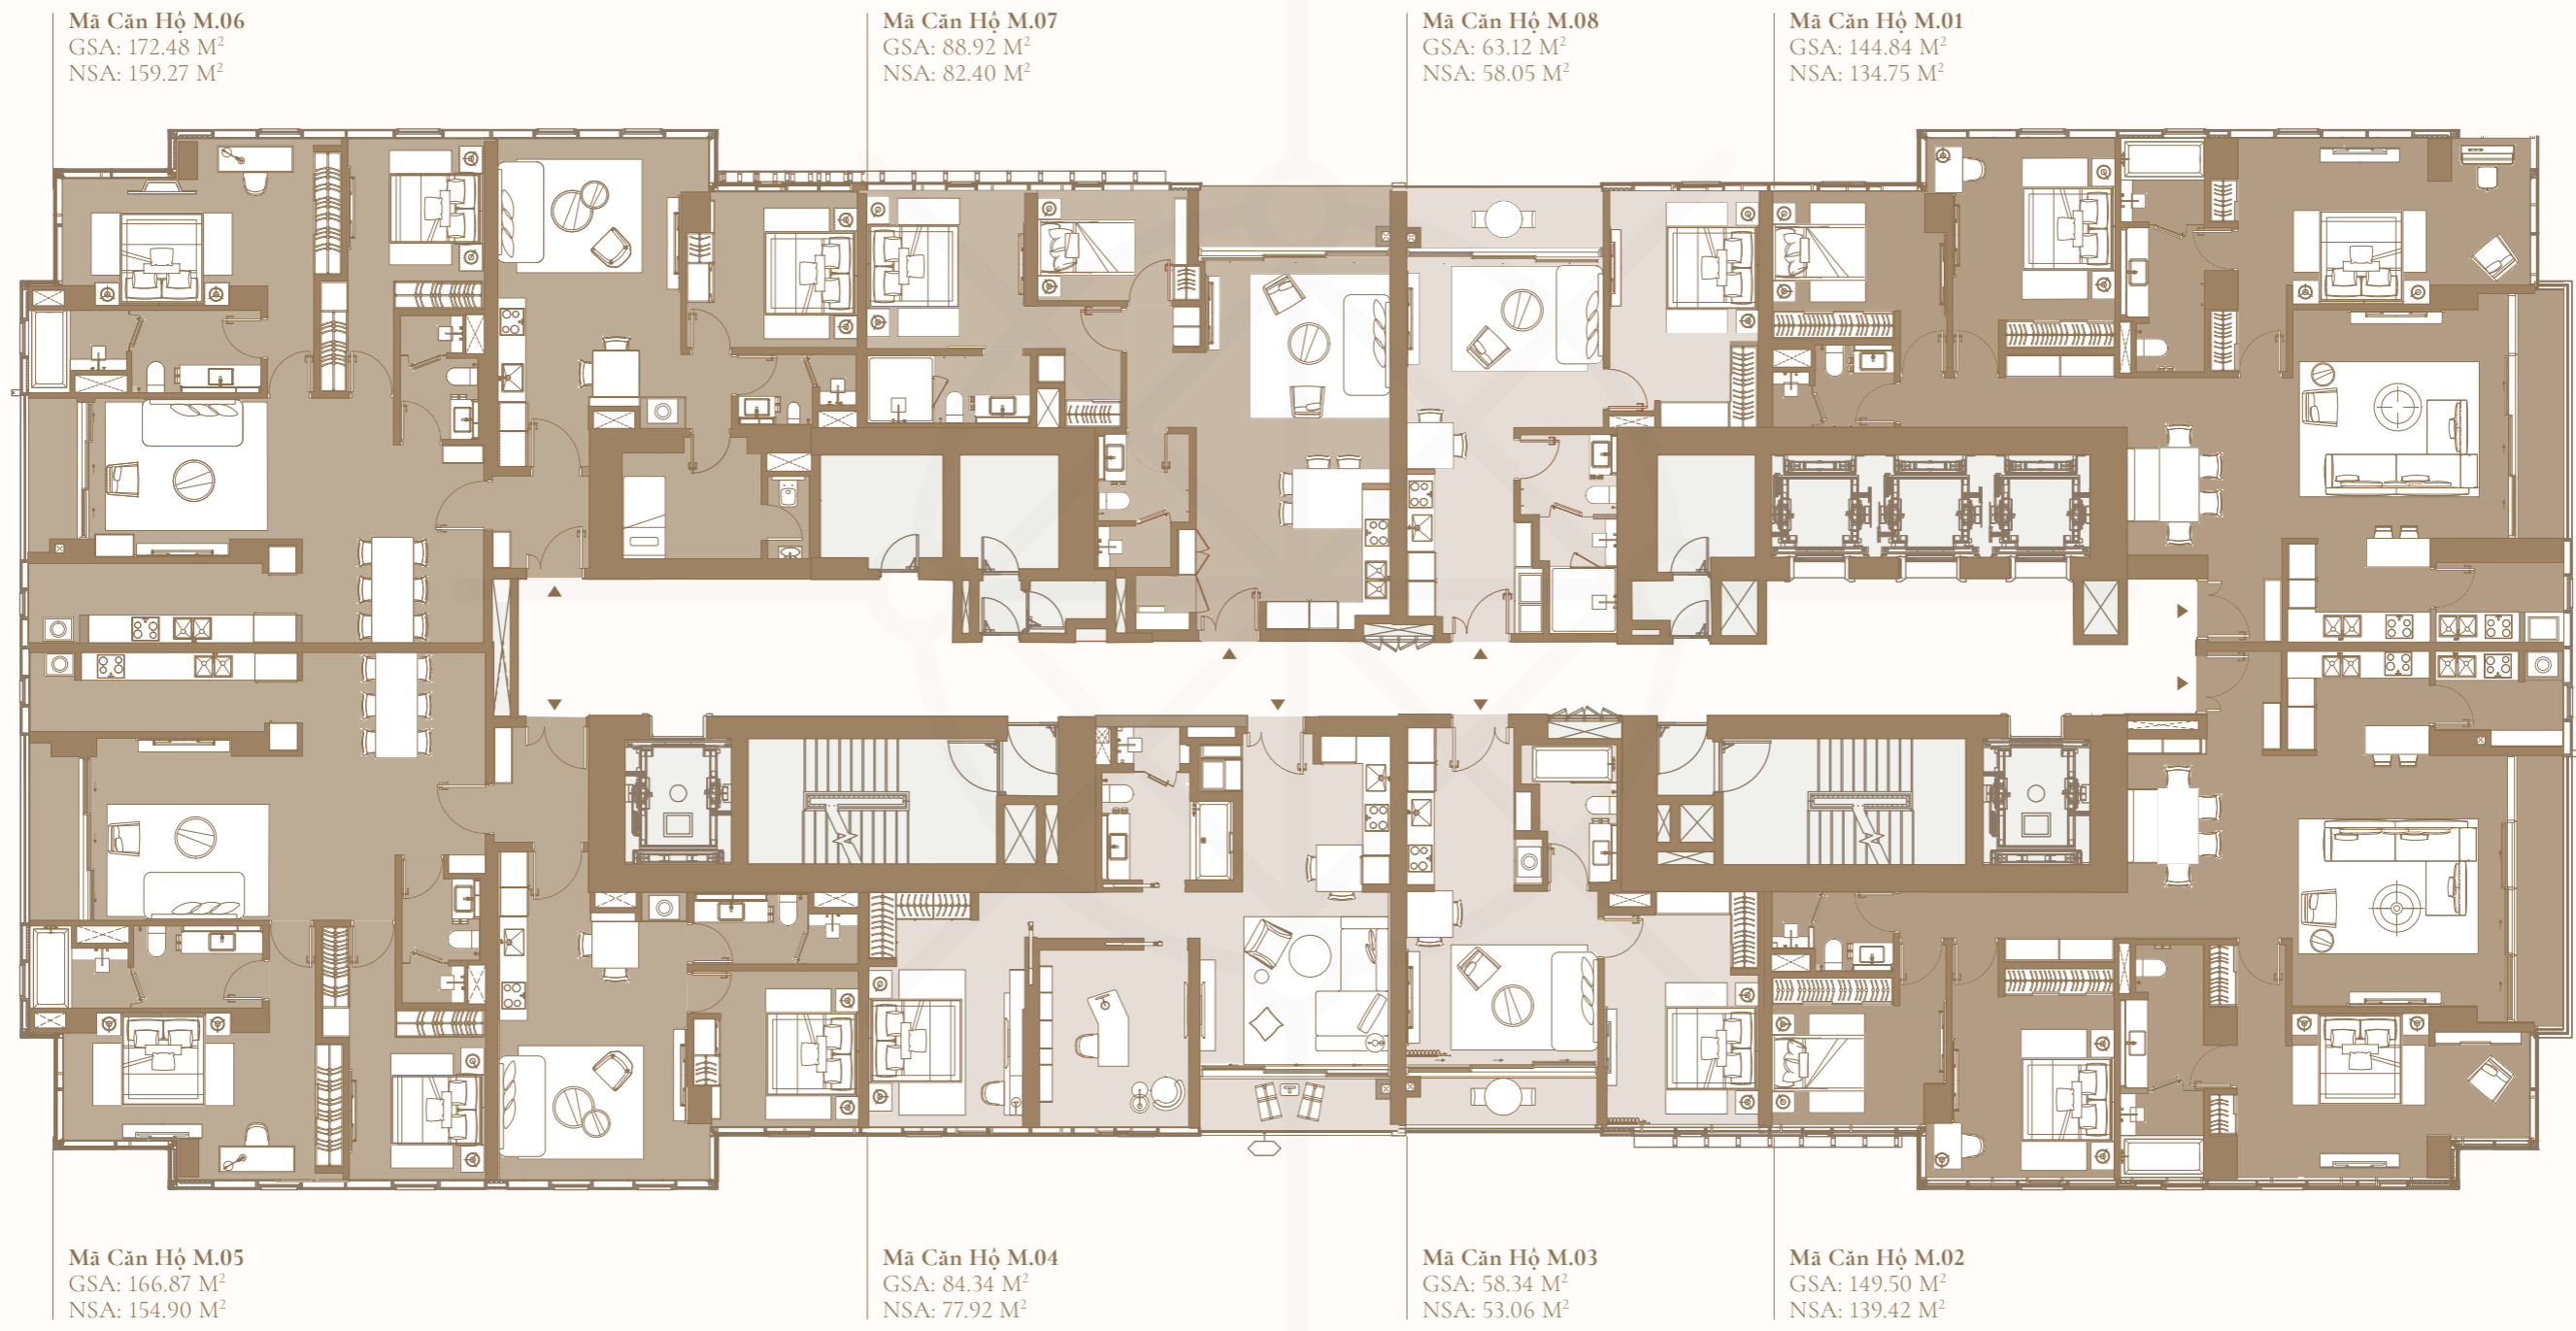 Mã Căn Hộ M.06
GSA: 172.48 M²
NSA: 159.27 M²
Mã Căn Hộ M.07
GSA: 88.92 M²
NSA: 82.40 M²
Mã Căn Hộ M.08
GSA: 63.12 M²
NSA: 58.05 M²
Mã Căn Hộ M.01
GSA: 144.84 M²
NSA: 134.75 M²
Mã Căn Hộ M.05
GSA: 166.87 M²
NSA: 154.90 M²
Mã Căn Hộ M.04
GSA: 84.34 M²
NSA: 77.92 M²
Mã Căn Hộ M.03
GSA: 58.34 M²
NSA: 53.06 M²
Mã Căn Hộ M.02
GSA: 149.50 M²
NSA: 139.42 M²